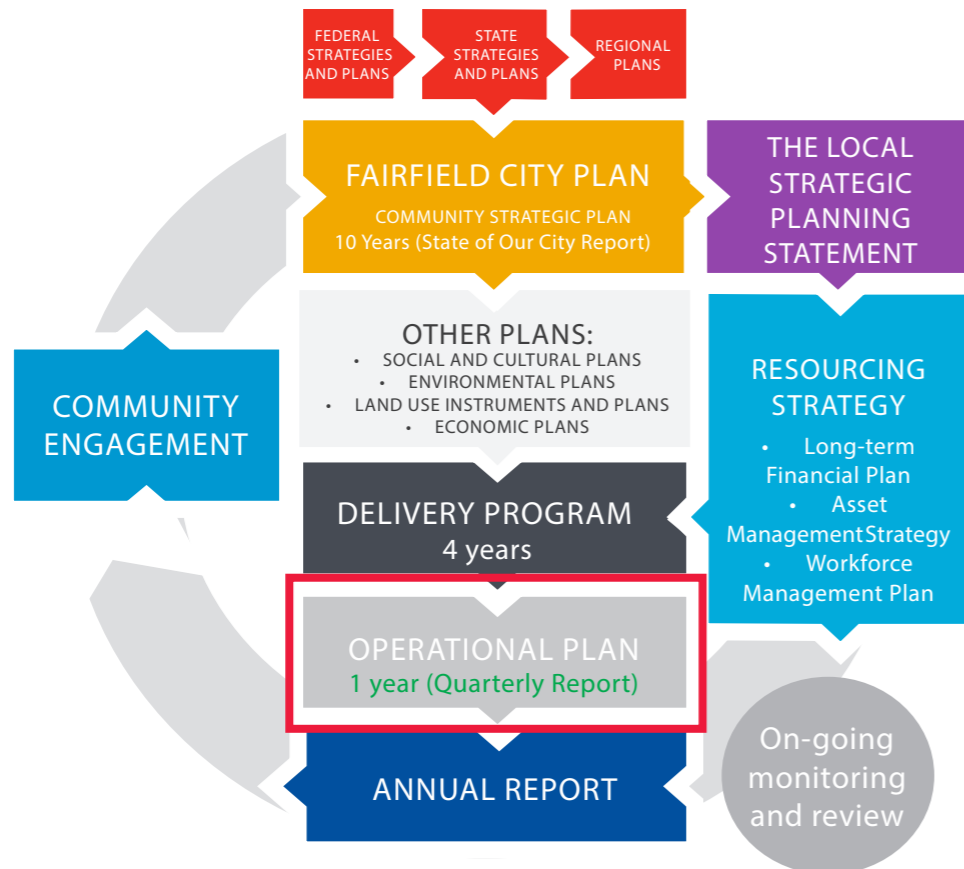 FEDERAL
STRATEGIES
AND PLANS
STATE
STRATEGIES
AND PLANS
REGIONAL
PLANS
FAIRFIELD CITY PLAN
COMMUNITY STRATEGIC PLAN
10 Years (State of Our City Report)
THE LOCAL
STRATEGIC
PLANNING
STATEMENT
OTHER PLANS:
• SOCIAL AND CULTURAL PLANS
• ENVIRONMENTAL PLANS
• LAND USE INSTRUMENTS AND PLANS
• ECONOMIC PLANS
COMMUNITY
ENGAGEMENT
RESOURCING
STRATEGY
• Long-term
Financial Plan
• Asset
ManagementStrategy
• Workforce
Management Plan
DELIVERY PROGRAM
4 years
OPERATIONAL PLAN
1 year (Quarterly Report)
ANNUAL REPORT
On-going
monitoring
and review